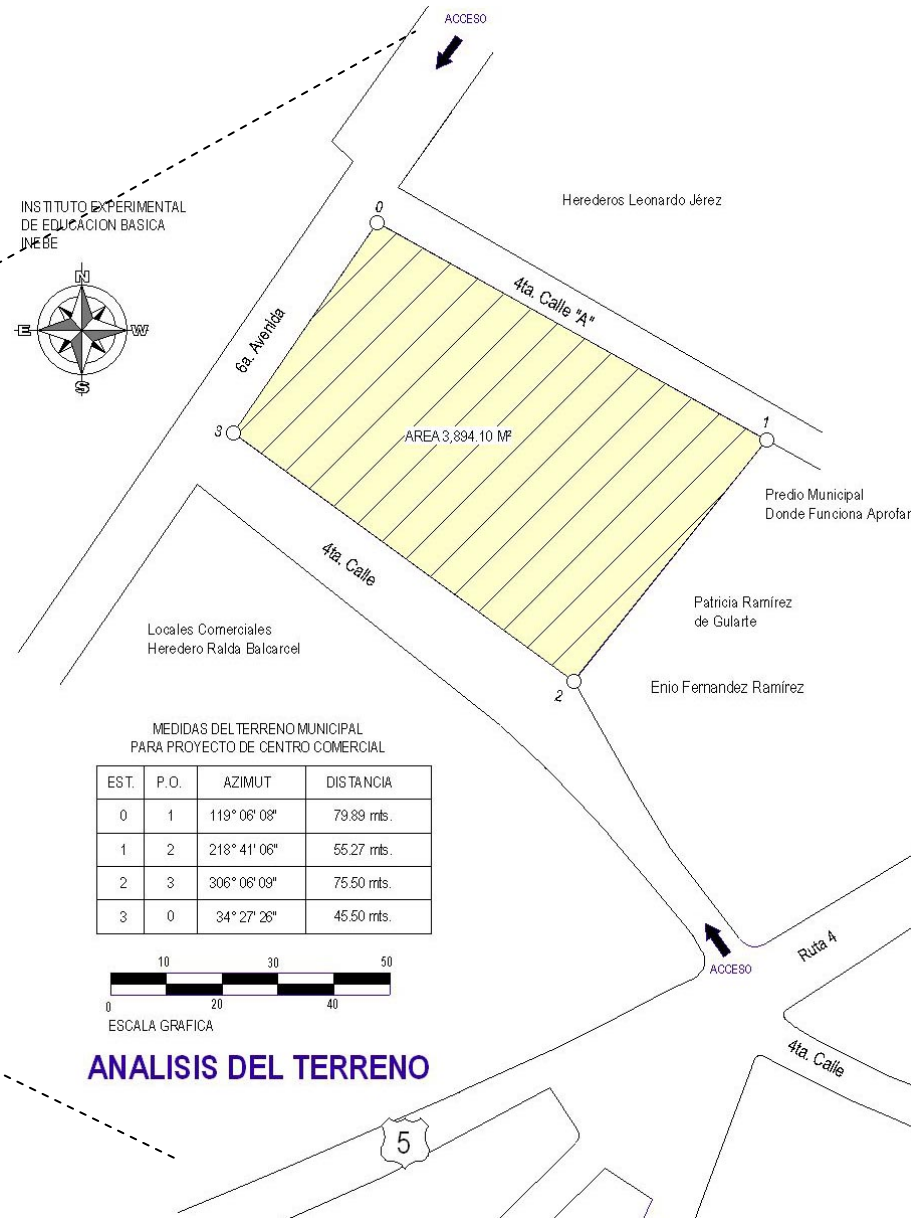 ACCESO
INSTITUTO EXPERIMENTAL
DE EDUCACION BASICA
INEBE
Herederos Leonardo Jérez
0
N
E
W
S
6a. Avenida
4ta. Calle "A"
3
AREA 3,894.10 M²
1
Predio Municipal
Donde Funciona Aprofam
4ta. Calle
Patricia Ramírez
de Gularte
Locales Comerciales
Heredero Ralda Balcarcel
2
Enio Fernandez Ramírez
MEDIDAS DEL TERRENO MUNICIPAL
PARA PROYECTO DE CENTRO COMERCIAL
EST. P.O. AZIMUT DISTANCIA
0 1 119° 06' 08" 79.89 mts.
1 2 218° 41' 06" 55.27 mts.
2 3 306° 06' 09" 75.50 mts.
3 0 34° 27' 26" 45.50 mts.
Ruta 4
ACCESO
10 30 50
0 20 40
ESCALA GRAFICA
4ta. Calle
ANALISIS DEL TERRENO
5